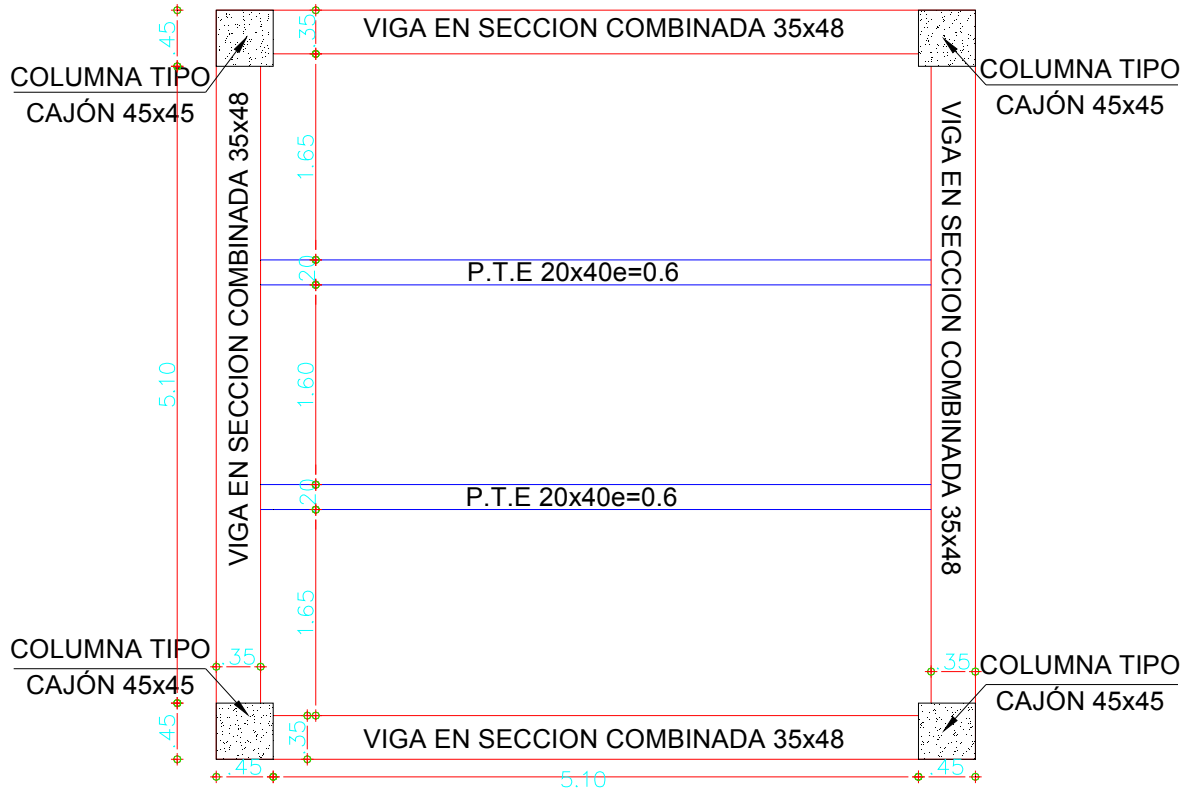 VIGA EN SECCION COMBINADA 35x48
.45
.35
COLUMNA TIPO
CAJÓN 45x45
COLUMNA TIPO
CAJÓN 45x45
VIGA EN SECCION COMBINADA 35x48
VIGA EN SECCION COMBINADA 35x48
1.65
.20
P.T.E 20x40e=0.6
5.10
1.60
.20
P.T.E 20x40e=0.6
1.65
COLUMNA TIPO
CAJÓN 45x45
.35
.35
COLUMNA TIPO
CAJÓN 45x45
.45
.35
VIGA EN SECCION COMBINADA 35x48
.45
5.10
.45